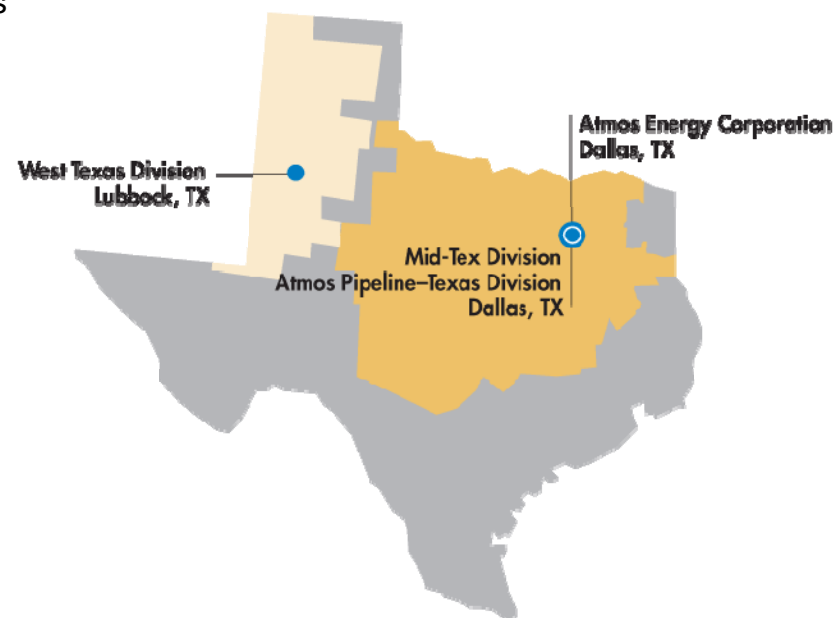 Atmos Energy Corporation
Dallas, TX
West Texas Division
Lubbock, TX
Mid-Tex Division
Atmos Pipeline–Texas Division
Dallas, TX